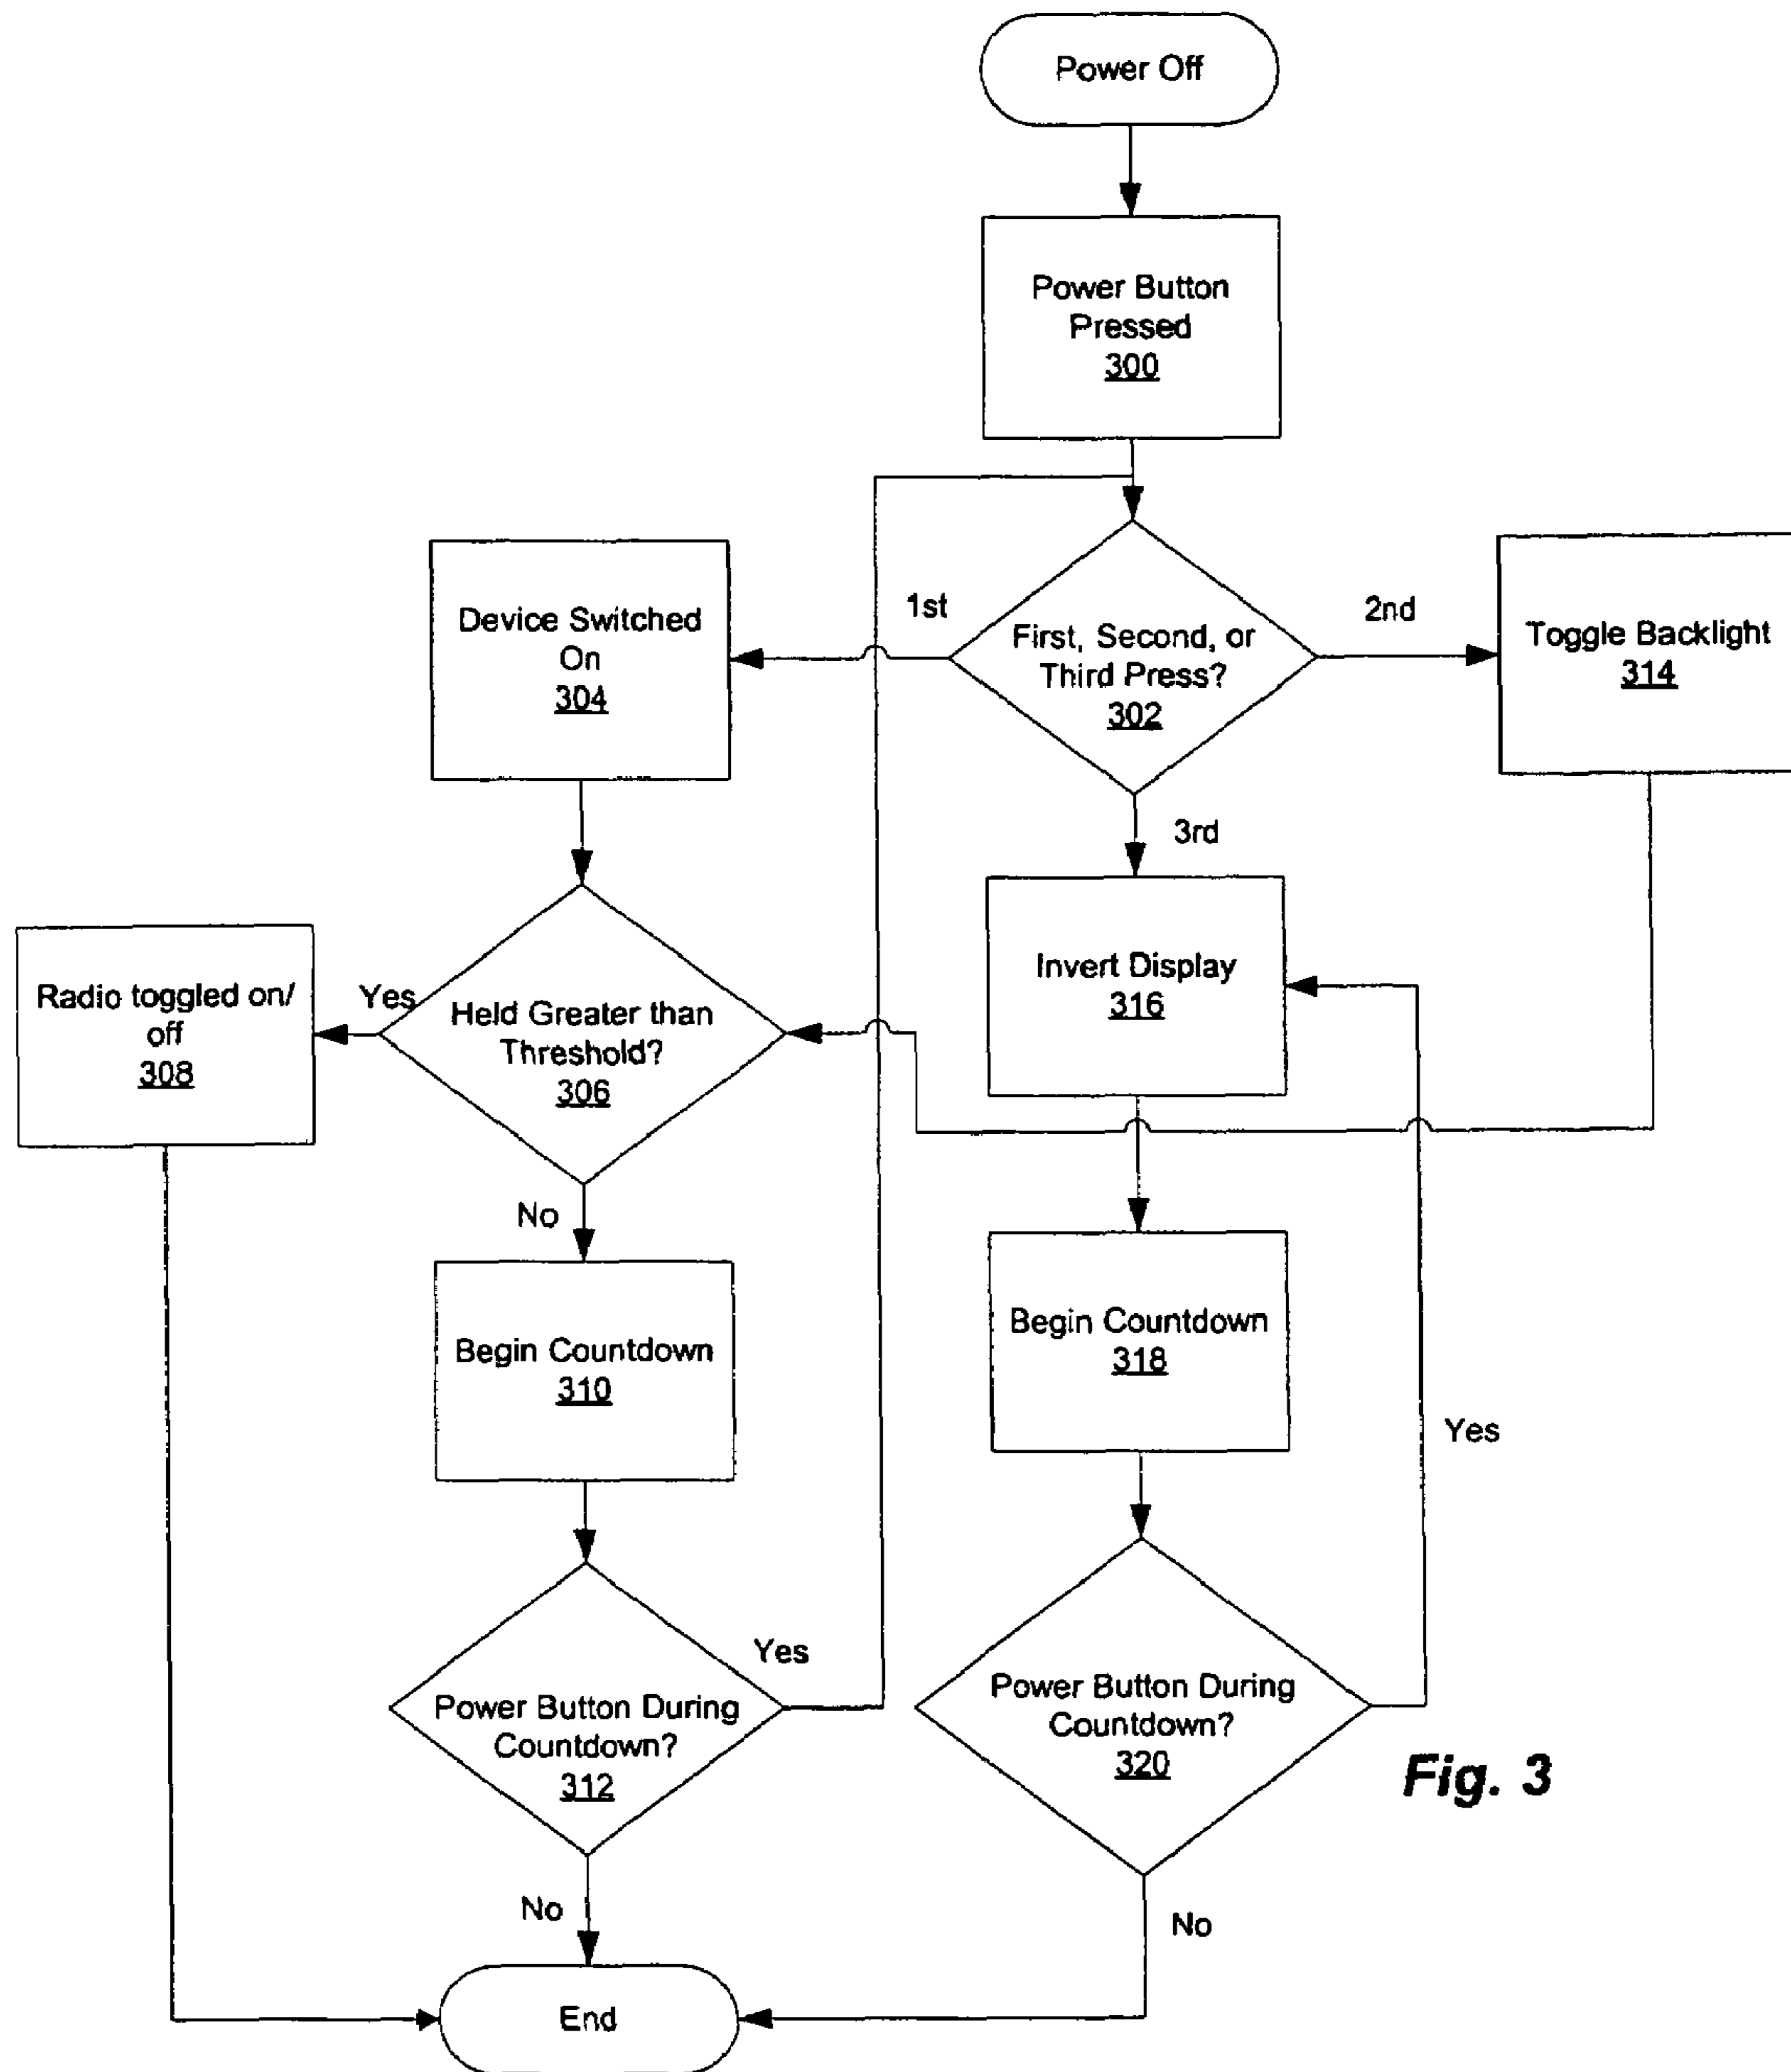 Power Off
Power Button
Pressed
300
1st
First, Second, or
Third Press?
302
2nd
3rd
Device Switched
On
304
Toggle Backlight
314
Radio toggled on/
off
308
Yes
Held Greater than
Threshold?
306
No
Invert Display
316
Begin Countdown
310
Begin Countdown
318
Yes
Power Button During
Countdown?
312
Yes
No
Power Button During
Countdown?
320
No
Fig. 3
End